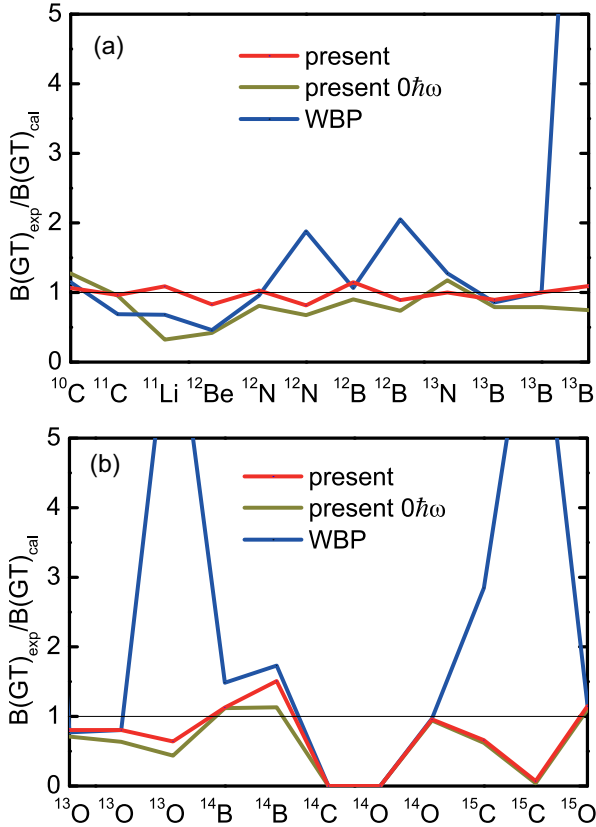 (a)
present
present 0ħω
WBP
B(GT)exp/B(GT)cal
5
4
3
2
1
0
¹⁰C ¹¹C ¹¹Li ¹²Be ¹²N ¹²N ¹²B ¹²B ¹³N ¹³B ¹³B ¹³B
(b)
present
present 0ħω
WBP
B(GT)exp/B(GT)cal
5
4
3
2
1
0
¹³O ¹³O ¹³O ¹⁴B ¹⁴B ¹⁴C ¹⁴O ¹⁴O ¹⁵C ¹⁵C ¹⁵O